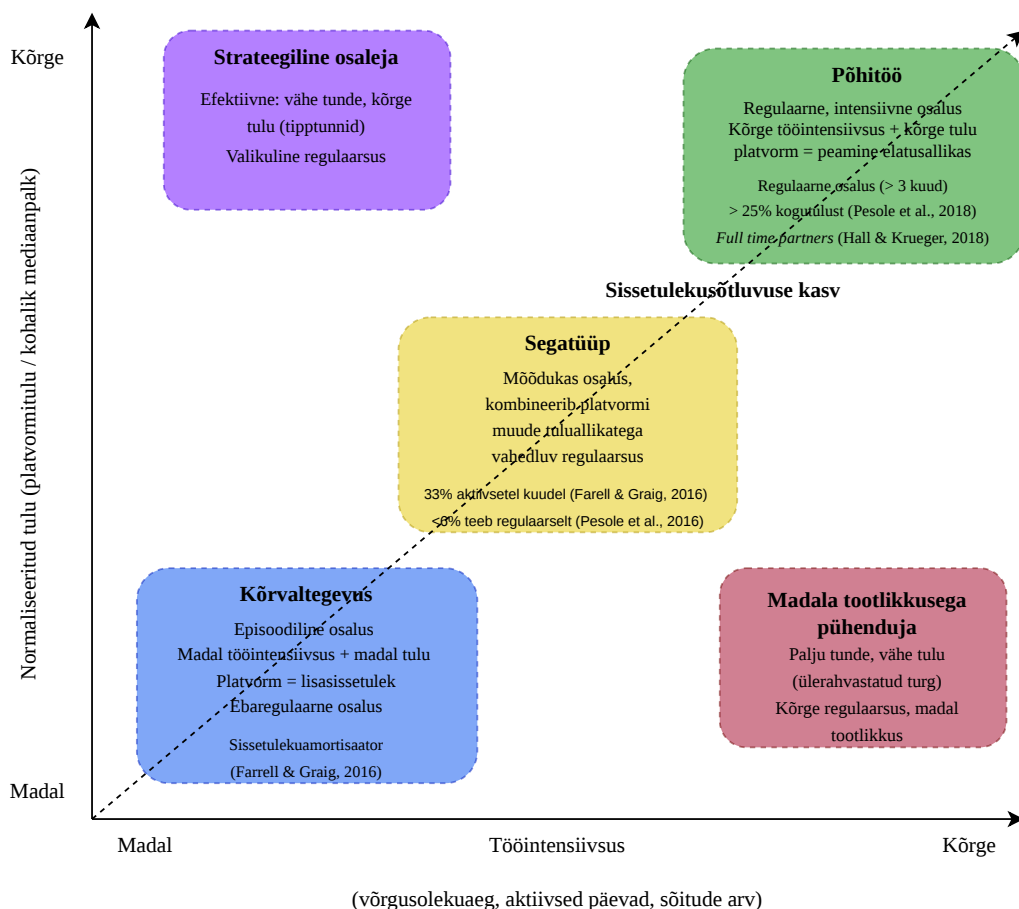 Kõrge
Normaliseeritud tulu (platvormitulu / kohalik mediaanpalk)
Madal
Strateegiline osaleja
Efektiivne: vähe tunde, kõrge
tulu (tipptunnid)
Valikuline regulaarsus
Põhitöö
Regulaarne, intensiivne osalus
Kõrge tööintensiivsus + kõrge tulu
platvorm = peamine elatusallikas
Regulaarne osalus (> 3 kuud)
> 25% kogutulust (Pesole et al., 2018)
Full time partners (Hall & Krueger, 2018)
Sissetulekusõtluvuse kasv
Segatüüp
Mõõdukas osalus,
kombineerib platvormi
muude tuluallikatega
vahedluv regulaarsus
33% aktiivsetel kuudel (Farell & Graig, 2016)
<6% teeb regulaarselt (Pesole et al., 2016)
Kõrvaltegevus
Episoodiline osalus
Madal tööintensiivsus + madal tulu
Platvorm = lisasissetulek
Ebaregulaarne osalus
Sissetulekuamortisaator
(Farrell & Graig, 2016)
Madala tootlikkusega
pühenduja
Palju tunde, vähe tulu
(ülerahvastatud turg)
Kõrge regulaarsus, madal
tootlikkus
Madal
Tööintensiivsus
Kõrge
(võrgusolekuaeg, aktiivsed päevad, sõitude arv)